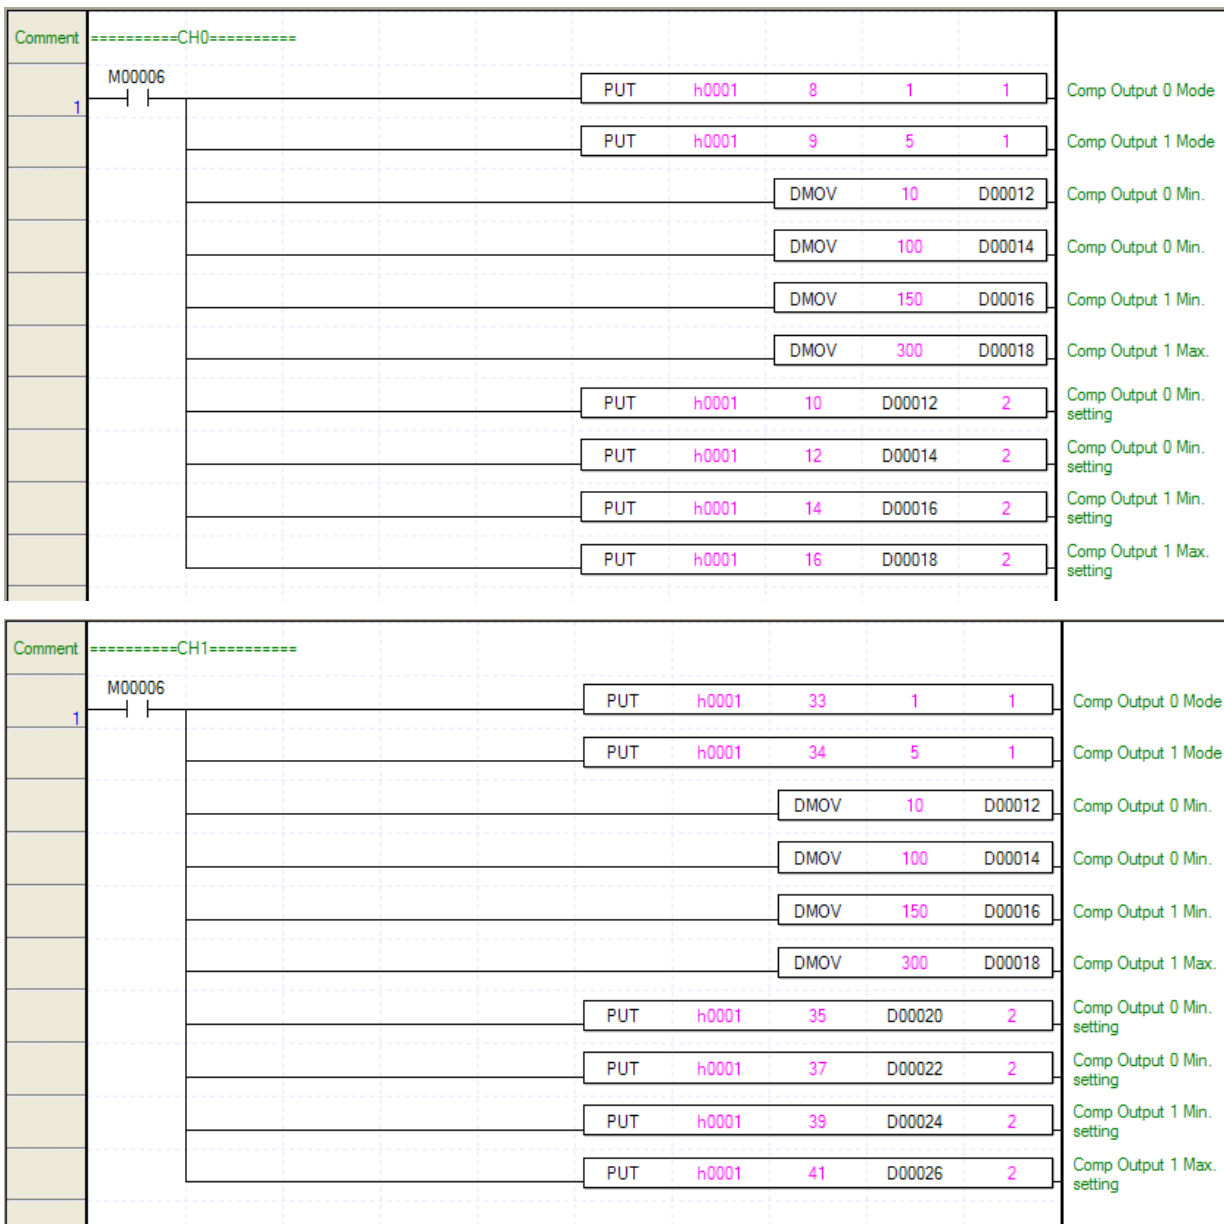 Comment ==========CH0==========
M00006
1 PUT h0001 8 1 1 Comp Output 0 Mode
PUT h0001 9 5 1 Comp Output 1 Mode
DMOV 10 D00012 Comp Output 0 Min.
DMOV 100 D00014 Comp Output 0 Min.
DMOV 150 D00016 Comp Output 1 Min.
DMOV 300 D00018 Comp Output 1 Max.
PUT h0001 10 D00012 2 Comp Output 0 Min.
setting
PUT h0001 12 D00014 2 Comp Output 0 Min.
setting
PUT h0001 14 D00016 2 Comp Output 1 Min.
setting
PUT h0001 16 D00018 2 Comp Output 1 Max.
setting
Comment ==========CH1==========
M00006
1 PUT h0001 33 1 1 Comp Output 0 Mode
PUT h0001 34 5 1 Comp Output 1 Mode
DMOV 10 D00012 Comp Output 0 Min.
DMOV 100 D00014 Comp Output 0 Min.
DMOV 150 D00016 Comp Output 1 Min.
DMOV 300 D00018 Comp Output 1 Max.
PUT h0001 35 D00020 2 Comp Output 0 Min.
setting
PUT h0001 37 D00022 2 Comp Output 0 Min.
setting
PUT h0001 39 D00024 2 Comp Output 1 Min.
setting
PUT h0001 41 D00026 2 Comp Output 1 Max.
setting